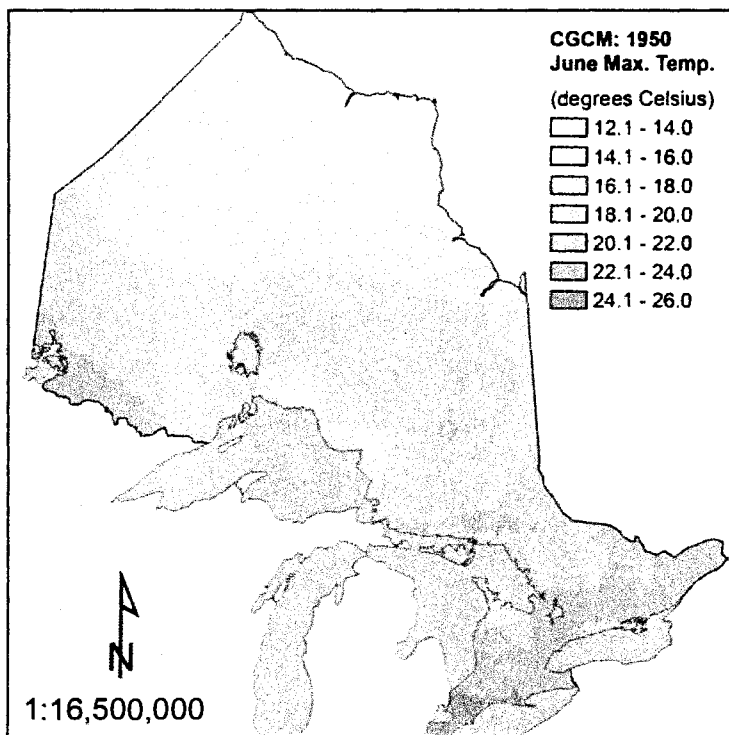 CGCM: 1950
June Max. Temp.
(degrees Celsius)
12.1 - 14.0
14.1 - 16.0
16.1 - 18.0
18.1 - 20.0
20.1 - 22.0
22.1 - 24.0
24.1 - 26.0
N
1:16,500,000